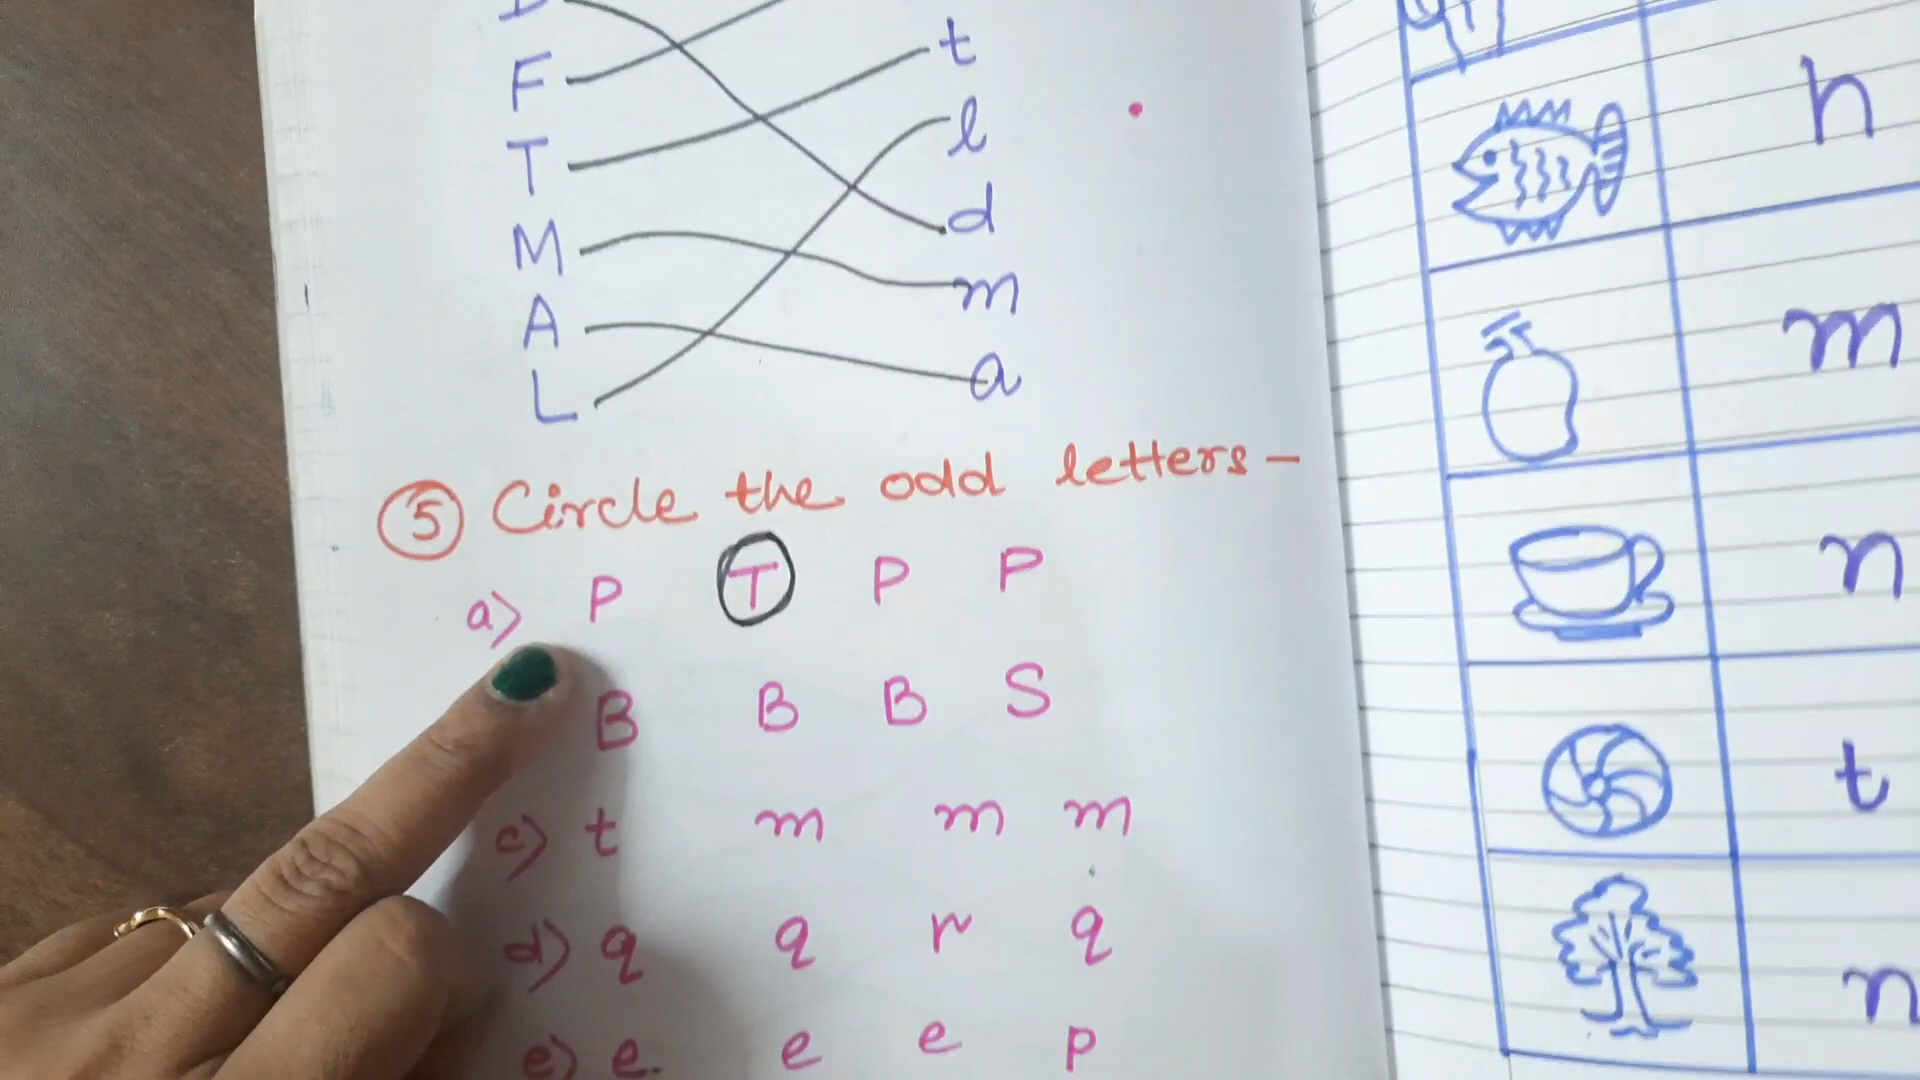 F t
T l
M d
A m
L a
⑤ Circle the odd letters -
a) P T P P
B B B S
c) t m m m
d) q q r q
e) e e e p
h
m
n
t
n